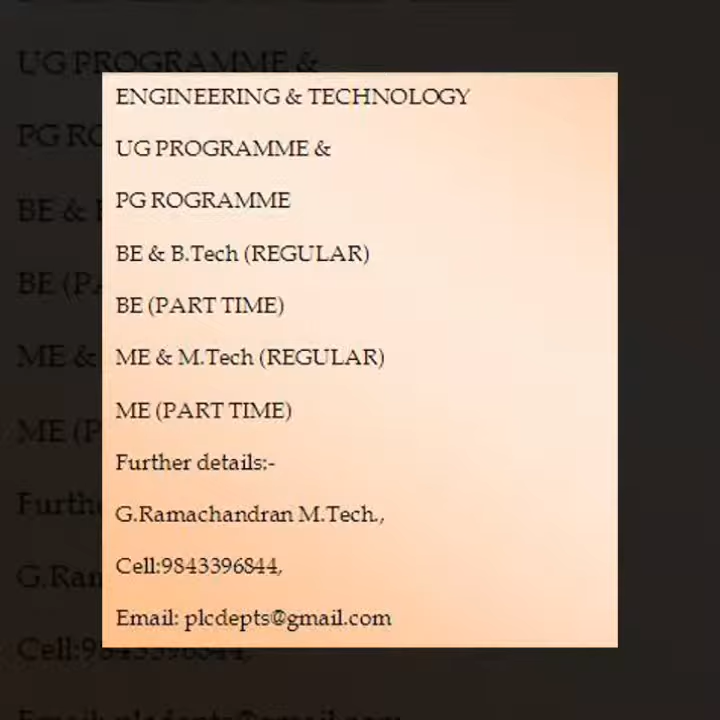 ENGINEERING & TECHNOLOGY
UG PROGRAMME &
PG ROGRAMME
BE & B.Tech (REGULAR)
BE (PART TIME)
ME & M.Tech (REGULAR)
ME (PART TIME)
Further details:-
G.Ramachandran M.Tech.,
Cell:9843396844,
Email: plcdepts@gmail.com